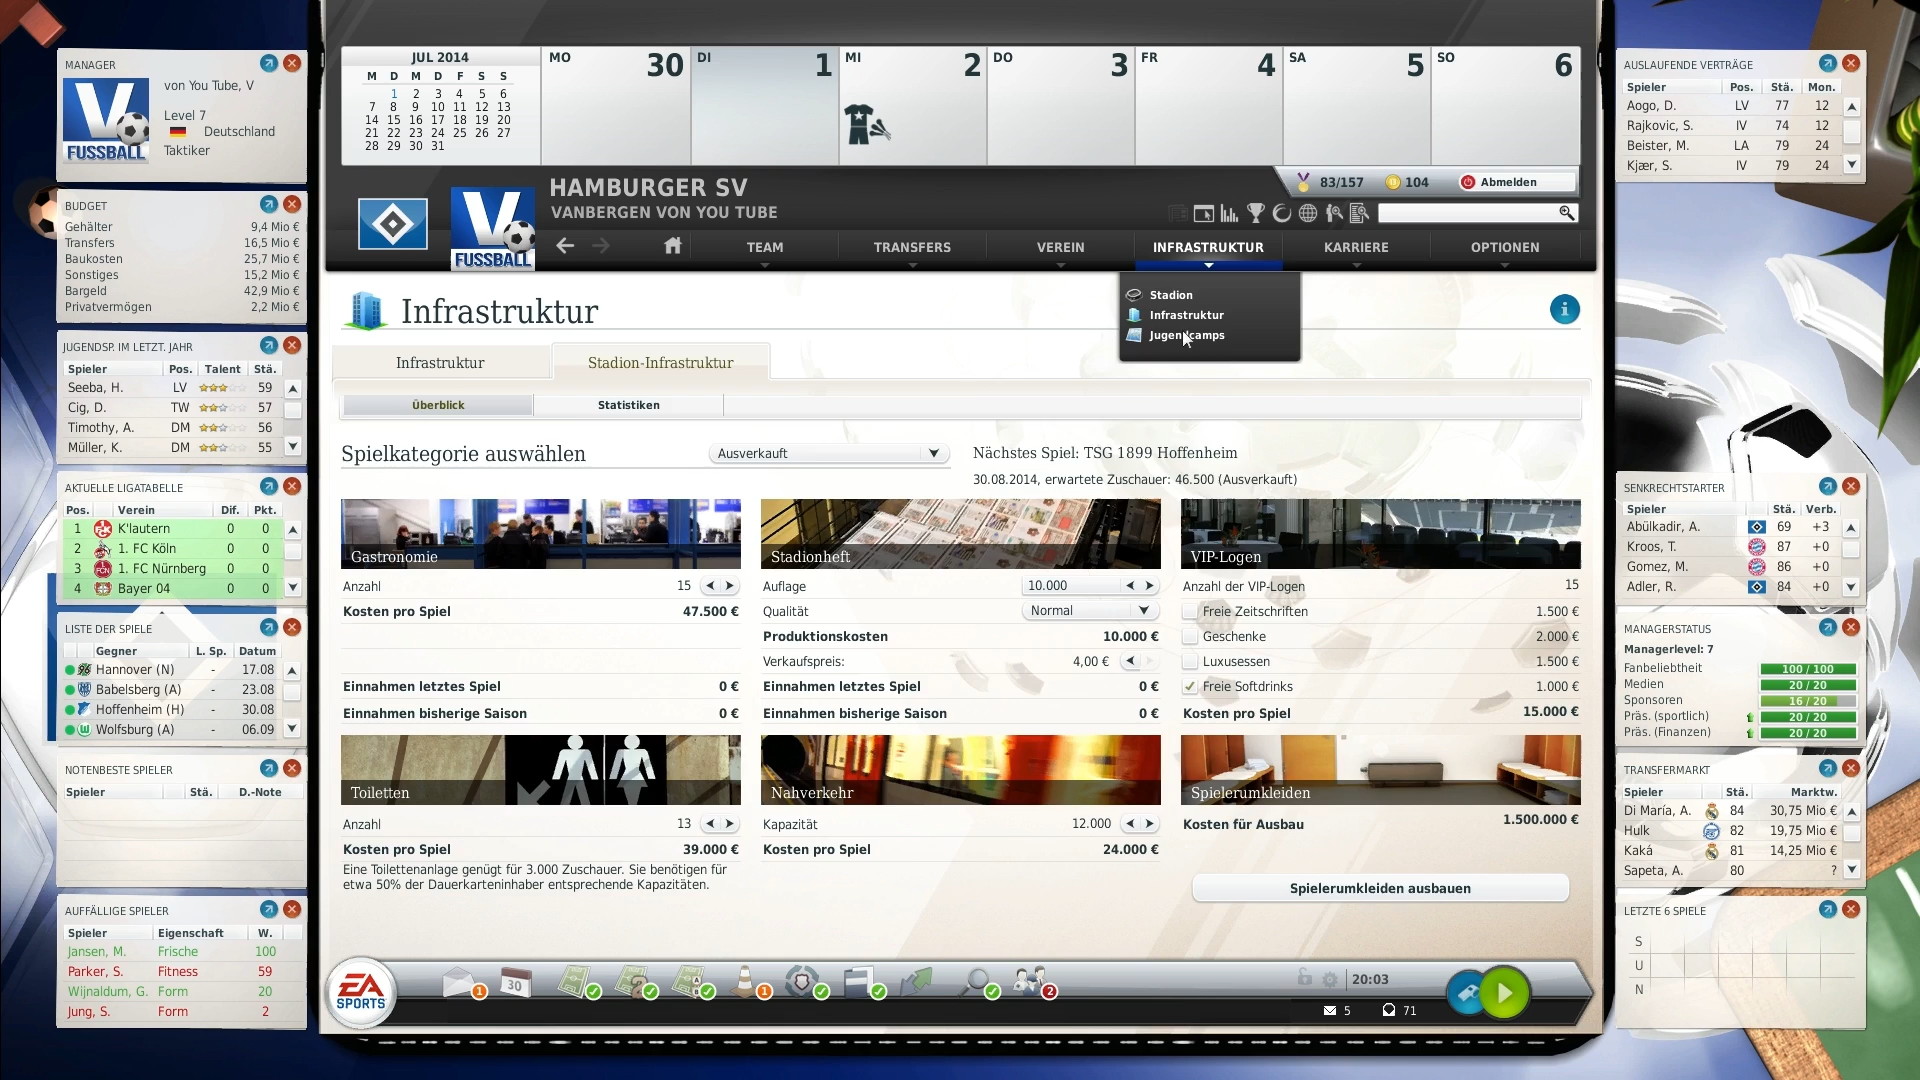 MANAGER
von You Tube, V
Level 7
Deutschland
Taktiker
FUSSBALL
BUDGET
Gehälter 9,4 Mio €
Transfers 16,5 Mio €
Baukosten 25,7 Mio €
Sonstiges 15,2 Mio €
Bargeld 42,9 Mio €
Privatvermögen 2,2 Mio €
JUGENDSP. IM LETZT. JAHR
Spieler Pos. Talent Stä.
Seeba, H. LV 59
Cig, D. TW 57
Timothy, A. DM 56
Müller, K. DM 55
AKTUELLE LIGATABELLE
Pos. Verein Dif. Pkt.
1 K'lautern 0 0
2 1. FC Köln 0 0
3 1. FC Nürnberg 0 0
4 Bayer 04 0 0
LISTE DER SPIELE
Gegner L. Sp. Datum
Hannover (N) - 17.08
Babelsberg (A) - 23.08
Hoffenheim (H) - 30.08
Wolfsburg (A) - 06.09
NOTENBESTE SPIELER
Spieler Stä. D.-Note
AUFFÄLLIGE SPIELER
Spieler Eigenschaft W.
Jansen, M. Frische 100
Parker, S. Fitness 59
Wijnaldum, G. Form 20
Jung, S. Form 2
JUL 2014
M D M D F S S
1 2 3 4 5 6
7 8 9 10 11 12 13
14 15 16 17 18 19 20
21 22 23 24 25 26 27
28 29 30 31
MO 30 DI 1 MI 2 DO 3 FR 4 SA 5 SO 6
HAMBURGER SV
VANBERGEN VON YOU TUBE
V FUSSBALL
83/157 104 Abmelden
TEAM TRANSFERS VEREIN INFRASTRUKTUR KARRIERE OPTIONEN
Stadion
Infrastruktur
Jugendcamps
Infrastruktur
Infrastruktur Stadion-Infrastruktur
Überblick Statistiken
Spielkategorie auswählen Ausverkauft
Nächstes Spiel: TSG 1899 Hoffenheim
30.08.2014, erwartete Zuschauer: 46.500 (Ausverkauft)
Gastronomie
Anzahl 15
Kosten pro Spiel 47.500 €
Einnahmen letztes Spiel 0 €
Einnahmen bisherige Saison 0 €
Stadionheft
Auflage 10.000
Qualität Normal
Produktionskosten 10.000 €
Verkaufspreis: 4,00 €
Einnahmen letztes Spiel 0 €
Einnahmen bisherige Saison 0 €
VIP-Logen
Anzahl der VIP-Logen 15
Freie Zeitschriften 1.500 €
Geschenke 2.000 €
Luxusessen 1.500 €
Freie Softdrinks 1.000 €
Kosten pro Spiel 15.000 €
Toiletten
Anzahl 13
Kosten pro Spiel 39.000 €
Eine Toilettenanlage genügt für 3.000 Zuschauer. Sie benötigen für
etwa 50% der Dauerkarteninhaber entsprechende Kapazitäten.
Nahverkehr
Kapazität 12.000
Kosten pro Spiel 24.000 €
Spielerumkleiden
Kosten für Ausbau 1.500.000 €
Spielerumkleiden ausbauen
EA SPORTS
1 30 1 2
20:03
5 71
AUSLAUFENDE VERTRÄGE
Spieler Pos. Stä. Mon.
Aogo, D. LV 77 12
Rajkovic, S. IV 74 12
Beister, M. LA 79 24
Kjær, S. IV 79 24
SENKRECHTSTARTER
Spieler Stä. Verb.
Abülkadir, A. 69 +3
Kroos, T. 87 +0
Gomez, M. 86 +0
Adler, R. 84 +0
MANAGERSTATUS
Managerlevel: 7
Fanbeliebtheit 100 / 100
Medien 20 / 20
Sponsoren 16 / 20
Präs. (sportlich) 20 / 20
Präs. (Finanzen) 20 / 20
TRANSFERMARKT
Spieler Stä. Marktw.
Di María, A. 84 30,75 Mio €
Hulk 82 19,75 Mio €
Kaká 81 14,25 Mio €
Sapeta, A. 80 ?
LETZTE 6 SPIELE
S
U
N